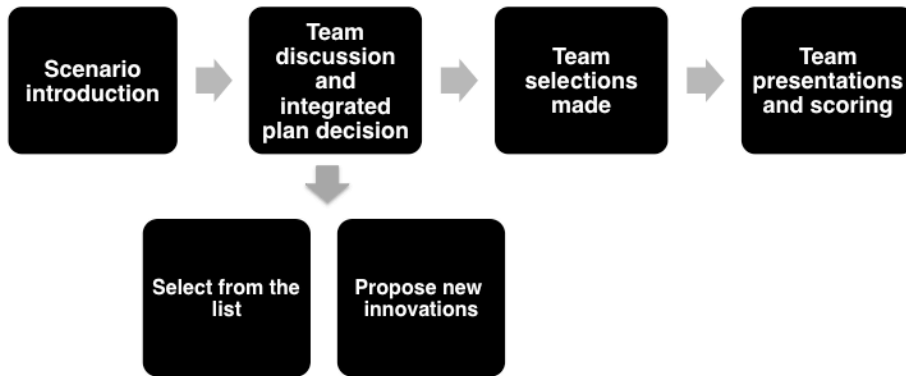 Scenario
introduction
Team
discussion
and
integrated
plan decision
Team
selections
made
Team
presentations
and scoring
Select from the
list
Propose new
innovations